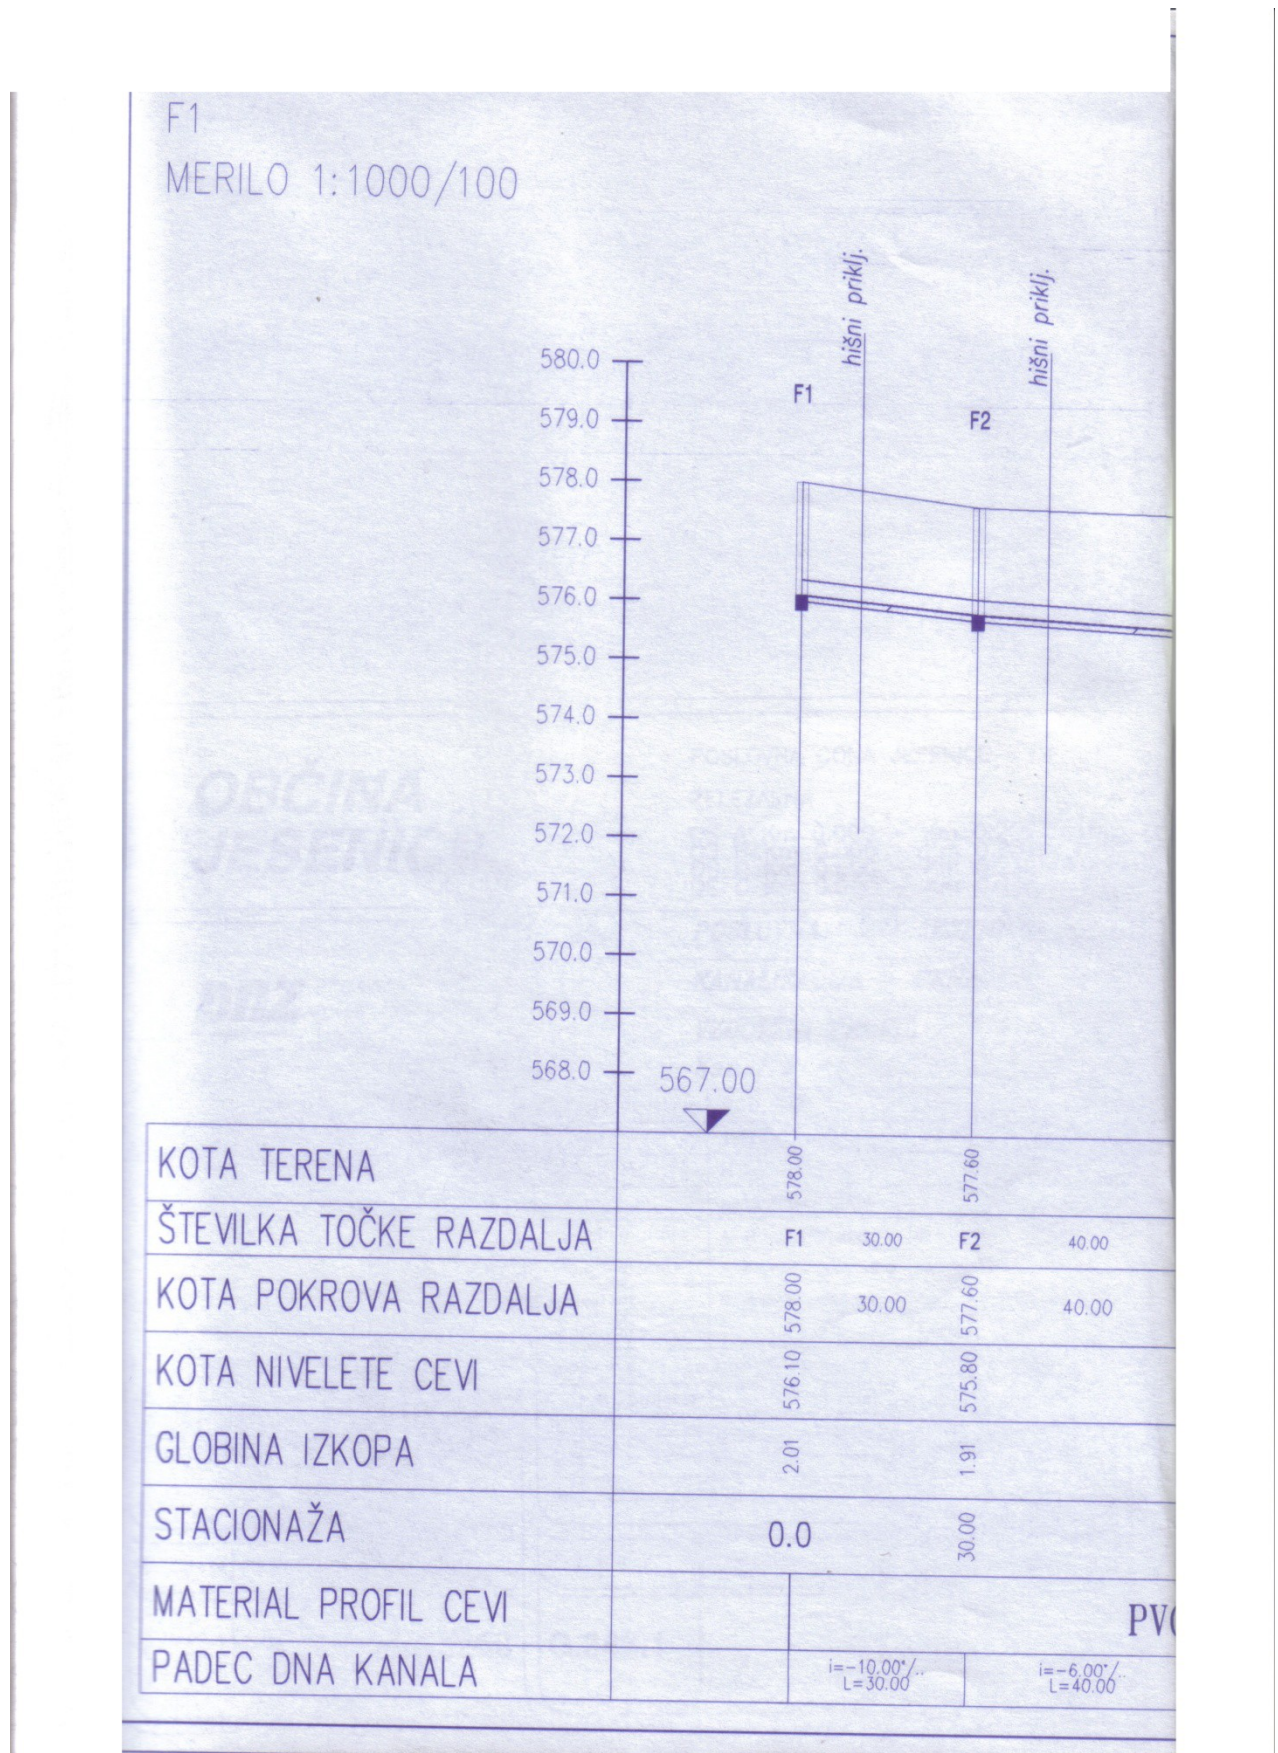 F1
MERILO 1:1000/100
hišni priklj.
hišni priklj.
F1
F2
580.0
579.0
578.0
577.0
576.0
575.0
574.0
573.0
572.0
571.0
570.0
569.0
568.0
567.00
OBČINA
JESENICE
KOTA TERENA 578.00 577.60
ŠTEVILKA TOČKE RAZDALJA F1 30.00 F2 40.00
KOTA POKROVA RAZDALJA 578.00 30.00 577.60 40.00
KOTA NIVELETE CEVI 576.10 575.80
GLOBINA IZKOPA 2.01 1.91
STACIONAŽA 0.0 30.00
MATERIAL PROFIL CEVI PVC
PADEC DNA KANALA i=-10.00°/.. i=-6.00°/..
L=30.00 L=40.00